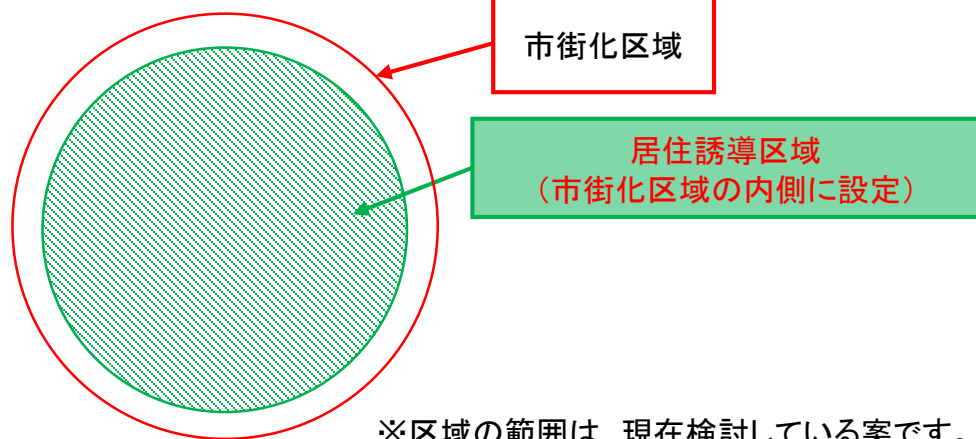 市街化区域
居住誘導区域
（市街化区域の内側に設定）
※区域の範囲は、現在検討している案です。